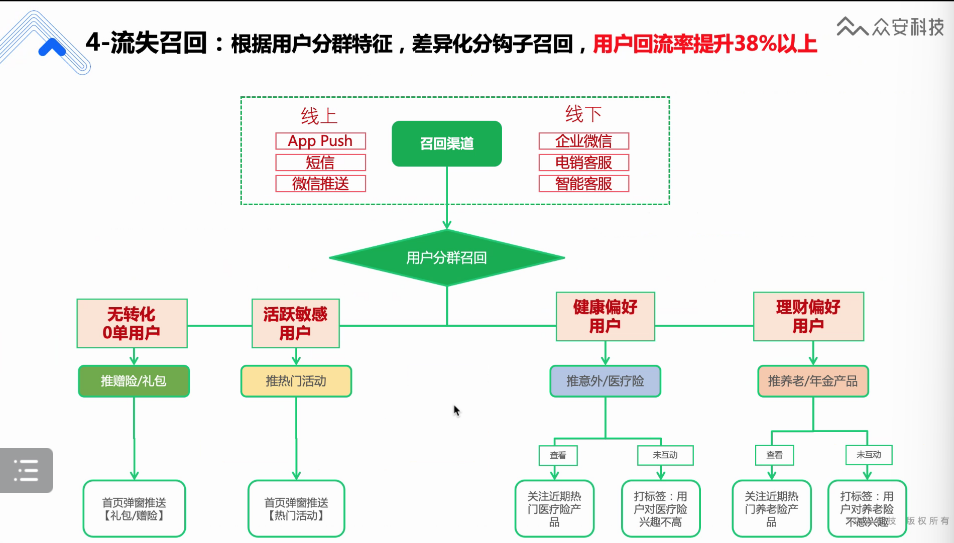 4-流失召回：根据用户分群特征，差异化分钩子召回，用户回流率提升38%以上
众安科技
线上
线下
召回渠道
App Push
短信
微信推送
企业微信
电销客服
智能客服
用户分群召回
无转化
0单用户
活跃敏感
用户
健康偏好
用户
理财偏好
用户
推赠险/礼包
推热门活动
推意外/医疗险
推养老/年金产品
查看
未互动
查看
未互动
首页弹窗推送
【礼包/赠险】
首页弹窗推送
【热门活动】
关注近期热
门医疗险产
品
打标签：用
户对医疗险
兴趣不高
关注近期热
门养老险产
品
打标签：用
户对养老险
不感兴趣
版权所有